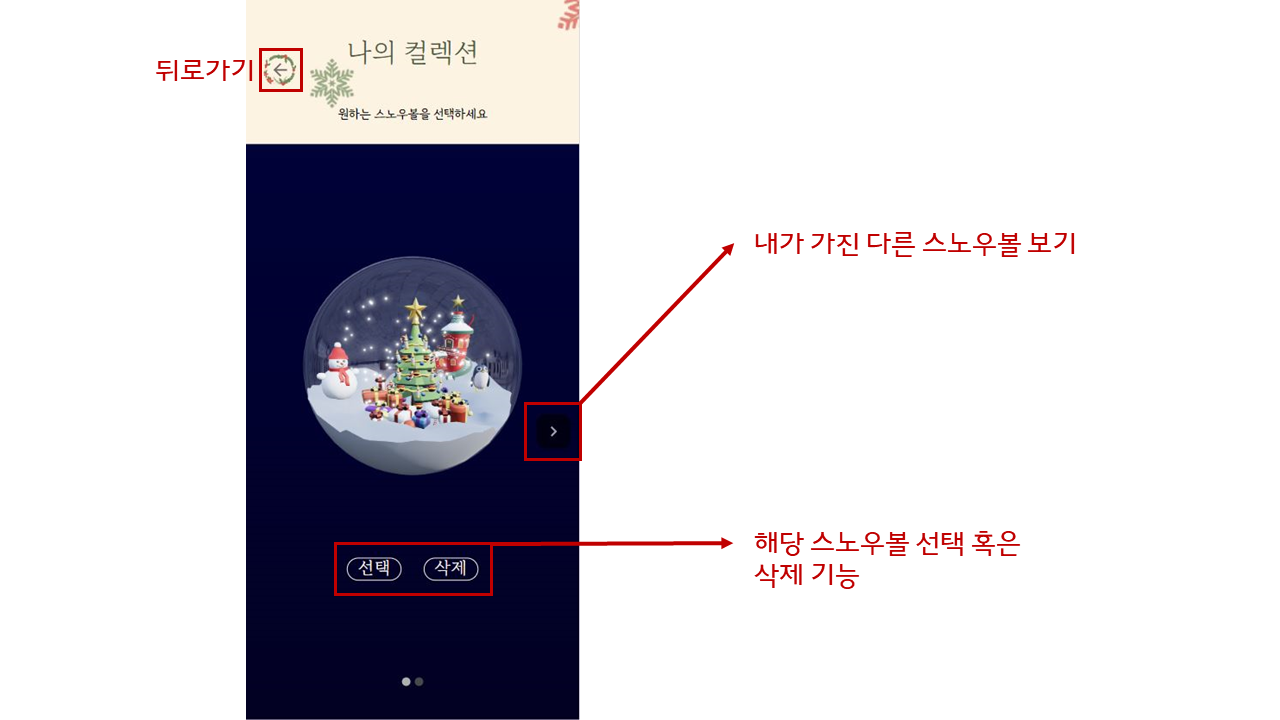 나의 컬렉션
뒤로가기
원하는 스노우볼을 선택하세요
내가 가진 다른 스노우볼 보기
해당 스노우볼 선택 혹은
삭제 기능
선택 삭제